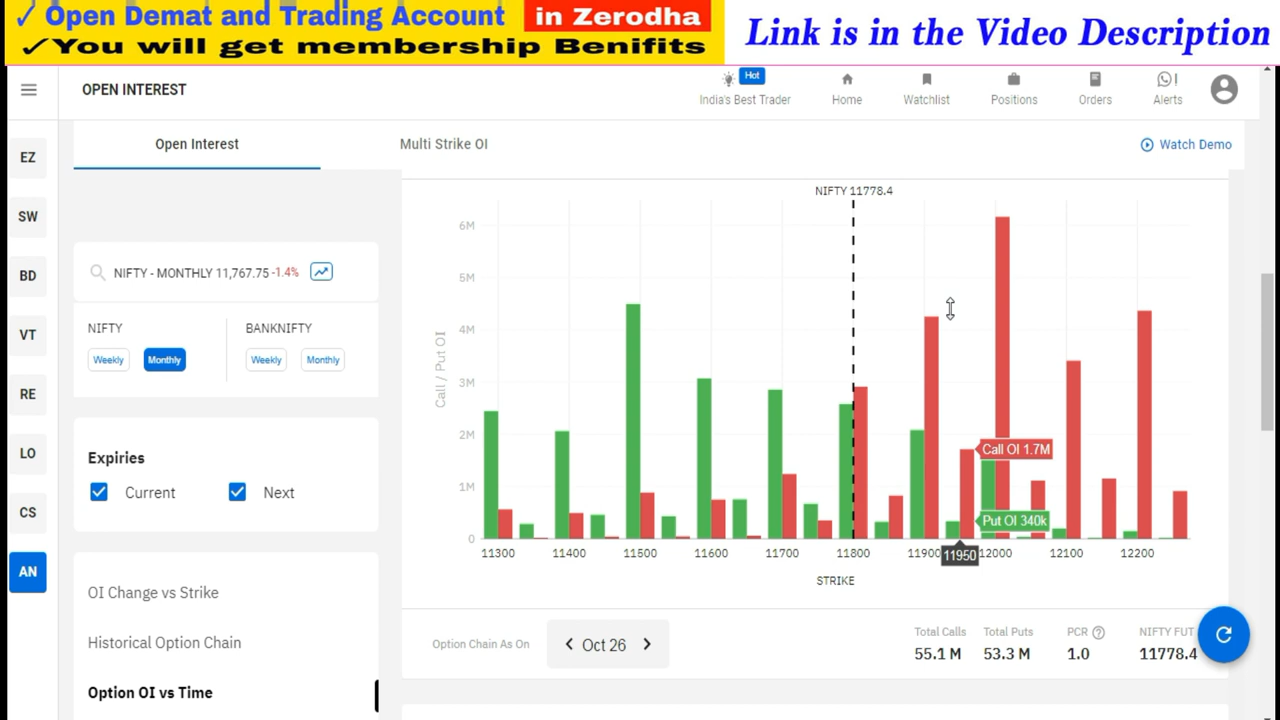 ✓ Open Demat and Trading Account in Zerodha
✓You will get membership Benifits
Link is in the Video Description
OPEN INTEREST
Hot
India's Best Trader
Home
Watchlist
Positions
Orders
Alerts
EZ
SW
BD
VT
RE
LO
CS
AN
Open Interest
Multi Strike OI
Watch Demo
NIFTY - MONTHLY 11,767.75 -1.4%
NIFTY
BANKNIFTY
Weekly
Monthly
Weekly
Monthly
Expiries
Current
Next
OI Change vs Strike
Historical Option Chain
Option OI vs Time
NIFTY 11778.4
Call / Put OI
6M
5M
4M
3M
2M
1M
0
Call OI 1.7M
Put OI 340k
11300 11400 11500 11600 11700 11800 11900 11950 12000 12100 12200
STRIKE
Option Chain As On
Oct 26
Total Calls
55.1 M
Total Puts
53.3 M
PCR
1.0
NIFTY FUT
11778.4